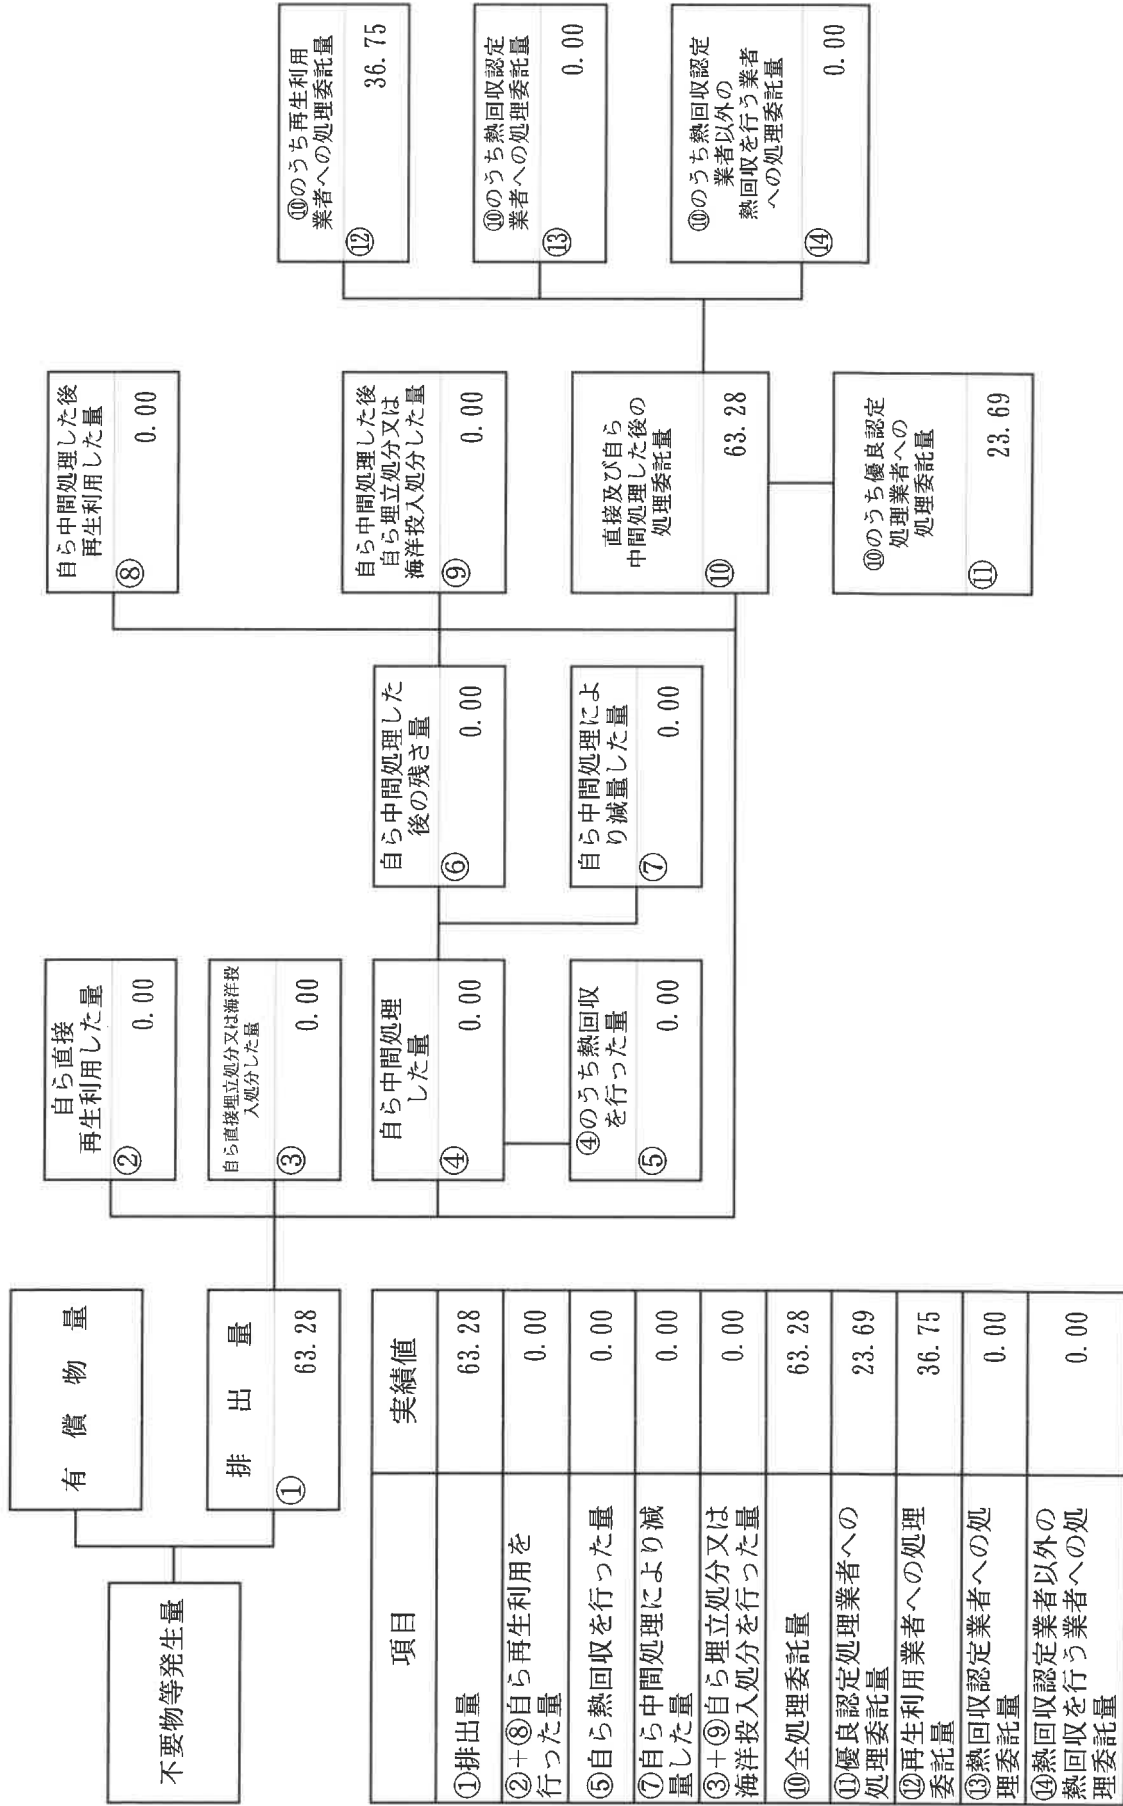 不要物等発生量
有償物量
排出量
① 63.28
自ら直接
再生利用した量
② 0.00
自ら直接埋立処分又は海洋投
入処分した量
③ 0.00
自ら中間処理
した量
④ 0.00
④のうち熱回収
を行った量
⑤ 0.00
自ら中間処理した
後の残さ量
⑥ 0.00
自ら中間処理によ
り減量した量
⑦ 0.00
自ら中間処理した後
再生利用した量
⑧ 0.00
自ら中間処理した後
自ら埋立処分又は
海洋投入処分した量
⑨ 0.00
直接及び自ら
中間処理した後の
処理委託量
⑩ 63.28
⑩のうち優良認定
処理業者への
処理委託量
⑪ 23.69
⑩のうち再生利用
業者への処理委託量
⑫ 36.75
⑩のうち熱回収認定
業者への処理委託量
⑬ 0.00
⑩のうち熱回収認定
業者以外の
熱回収を行う業者
への処理委託量
⑭ 0.00
項目 実績値
①排出量 63.28
②+⑧自ら再生利用を
行った量 0.00
⑤自ら熱回収を行った量 0.00
⑦自ら中間処理により減
量した量 0.00
③+⑨自ら埋立処分又は
海洋投入処分を行った量 0.00
⑩全処理委託量 63.28
⑪優良認定処理業者への
処理委託量 23.69
⑫再生利用業者への処理
委託量 36.75
⑬熱回収認定業者への処
理委託量 0.00
⑭熱回収認定業者以外の
熱回収を行う業者への処
理委託量 0.00